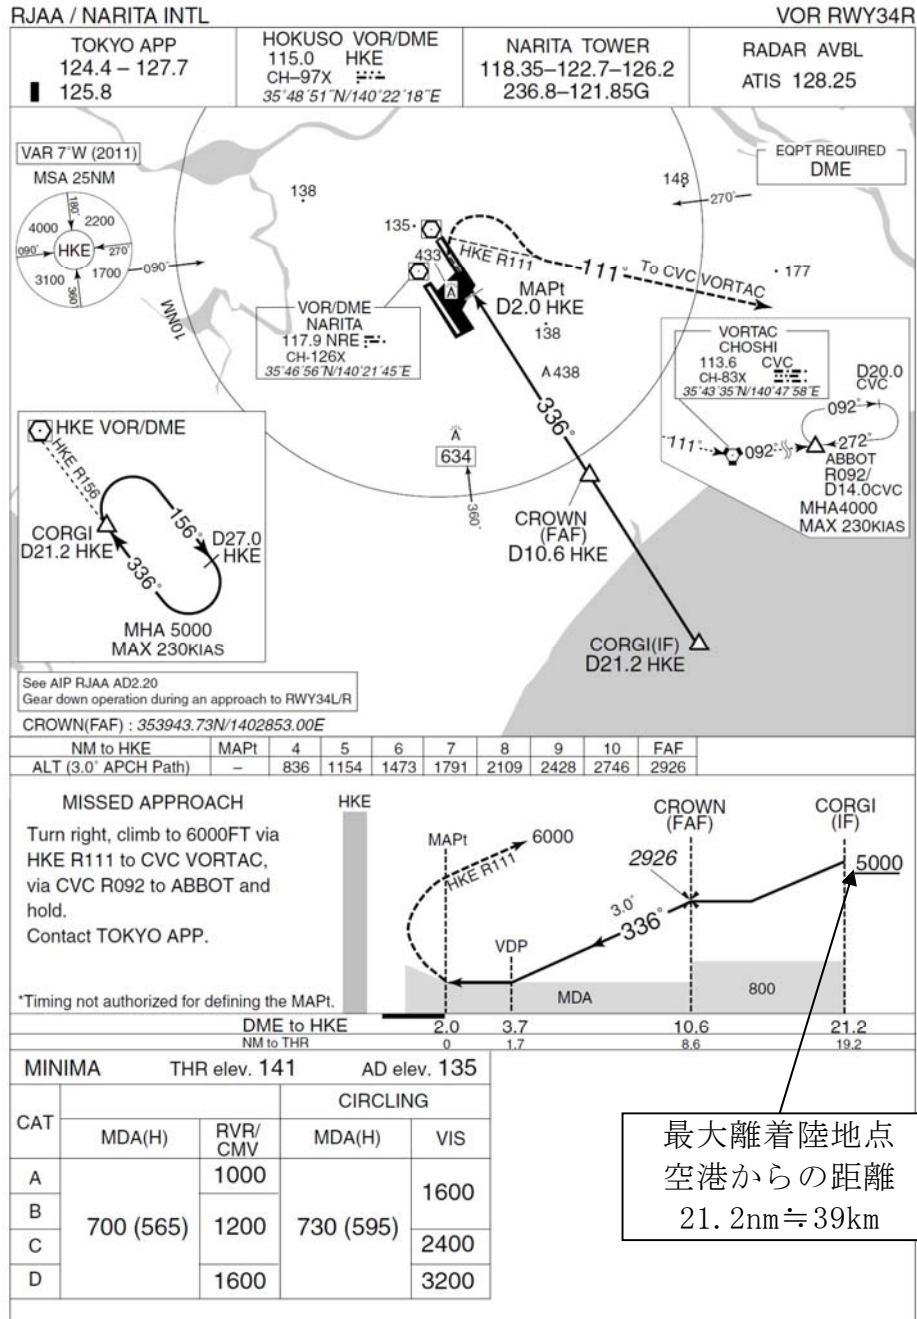 RJAA / NARITA INTL
VOR RWY34R
TOKYO APP
124.4 – 127.7
125.8
HOKUSO VOR/DME
115.0 HKE
CH–97X
35˚48´51˝N/140˚22´18˝E
NARITA TOWER
118.35–122.7–126.2
236.8–121.85G
RADAR AVBL
ATIS 128.25
VAR 7˚W (2011)
MSA 25NM
180˚
4000
2200
090˚
HKE
270˚
3100
1700
360˚
090˚
10NM
138
135
433
A
148
270˚
EQPT REQUIRED
DME
HKE R111
111˚
To CVC VORTAC
177
MAPt
D2.0 HKE
138
A 438
VOR/DME
NARITA
117.9 NRE
CH-126X
35˚46´56˝N/140˚21´45˝E
VORTAC
CHOSHI
113.6 CVC
CH-83X
35˚43´35˝N/140˚47´58˝E
D20.0
CVC
092˚
111˚
092˚
272˚
ABBOT
R092/
D14.0CVC
MHA4000
MAX 230KIAS
336˚
A
634
360˚
CROWN
(FAF)
D10.6 HKE
CORGI(IF)
D21.2 HKE
HKE VOR/DME
HKE R156
156˚
CORGI
D21.2 HKE
D27.0
HKE
336˚
MHA 5000
MAX 230KIAS
See AIP RJAA AD2.20
Gear down operation during an approach to RWY34L/R
CROWN(FAF) : 353943.73N/1402853.00E
NM to HKE MAPt 4 5 6 7 8 9 10 FAF
ALT (3.0˚ APCH Path) – 836 1154 1473 1791 2109 2428 2746 2926
MISSED APPROACH
Turn right, climb to 6000FT via
HKE R111 to CVC VORTAC,
via CVC R092 to ABBOT and
hold.
Contact TOKYO APP.
*Timing not authorized for defining the MAPt.
HKE
MAPt
6000
HKE R111
CROWN
(FAF)
CORGI
(IF)
2926
5000
3.0˚
336˚
VDP
MDA
800
DME to HKE 2.0 3.7 10.6 21.2
NM to THR 0 1.7 8.6 19.2
MINIMA THR elev. 141 AD elev. 135
CAT
CIRCLING
MDA(H)
RVR/
CMV
MDA(H)
VIS
A
B
C
D
700 (565)
1000
1200
1600
730 (595)
1600
2400
3200
最大離着陸地点
空港からの距離
21.2nm≒39km